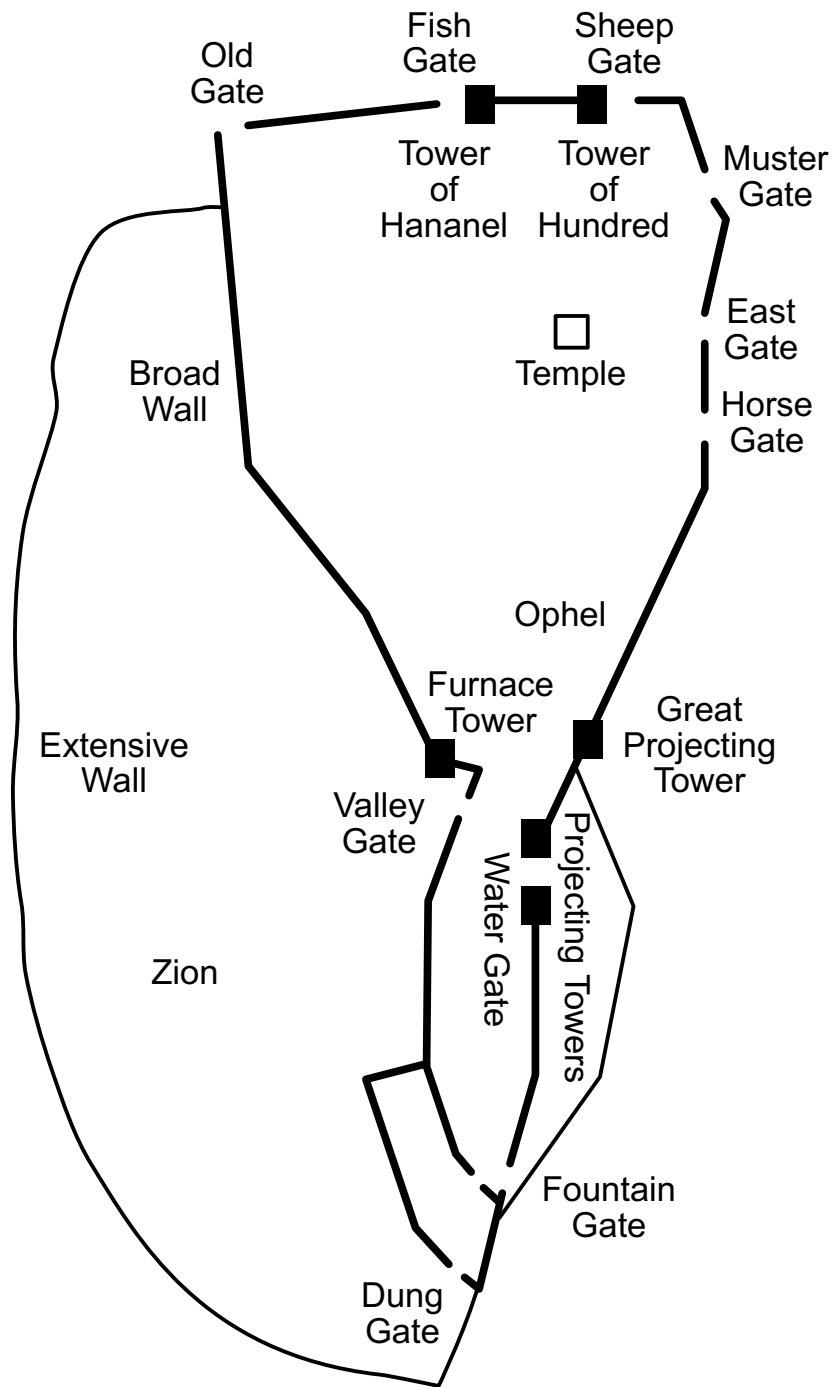 Old
Gate
Fish
Gate
Sheep
Gate
Tower
of
Hananel
Tower
of
Hundred
Muster
Gate
East
Gate
Temple
Broad
Wall
Horse
Gate
Ophel
Furnace
Tower
Great
Projecting
Tower
Extensive
Wall
Valley
Gate
Projecting Towers
Water Gate
Zion
Fountain
Gate
Dung
Gate